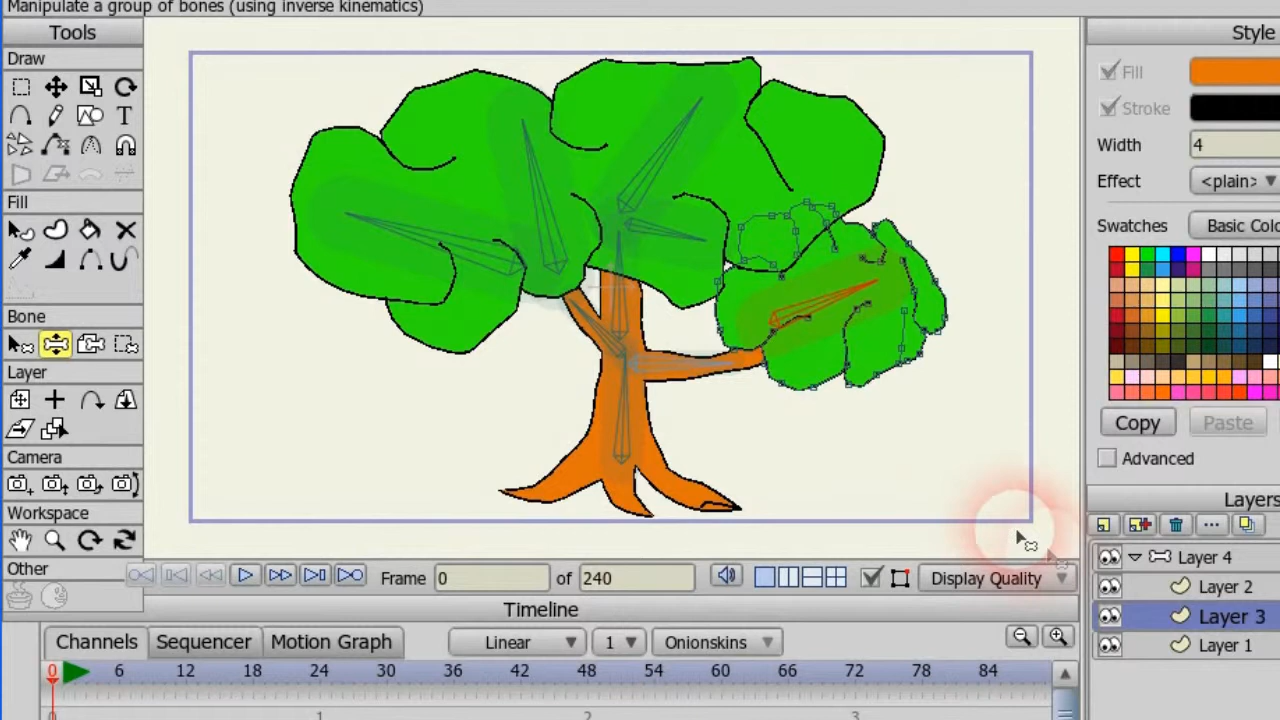 Manipulate a group of bones (using inverse kinematics)
Tools
Style
Draw
Fill
Stroke
T
Width
4
Effect
<plain>
Fill
Swatches
Basic Colo
Bone
Layer
Copy
Paste
Camera
Advanced
Workspace
Layers
Other
Layer 4
Frame
0
of
240
Display Quality
Layer 2
Timeline
Layer 3
Channels
Sequencer
Motion Graph
Linear
1
Onionskins
Layer 1
0 6 12 18 24 30 36 42 48 54 60 66 72 78 84
1 2 3